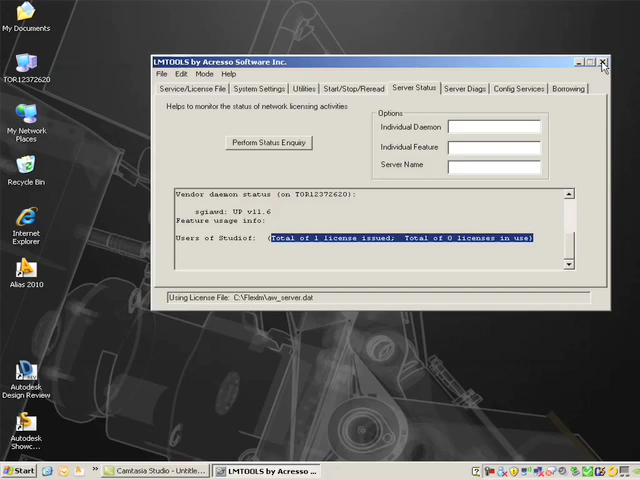 My Documents
TOR12372620
My Network
Places
Recycle Bin
Internet
Explorer
Alias 2010
Autodesk
Design Review
Autodesk
Showc...
LMTOOLS by Acresso Software Inc.
File Edit Mode Help
Service/License File System Settings Utilities Start/Stop/Reread Server Status Server Diags Config Services Borrowing
Helps to monitor the status of network licensing activities
Perform Status Enquiry
Options
Individual Daemon
Individual Feature
Server Name
Vendor daemon status (on TOR12372620):
sgiawd: UP v11.6
Feature usage info:
Users of Studiof: (Total of 1 license issued; Total of 0 licenses in use)
Using License File: C:\Flexlm\aw_server.dat
Start Camtasia Studio - Untitle... LMTOOLS by Acresso ...